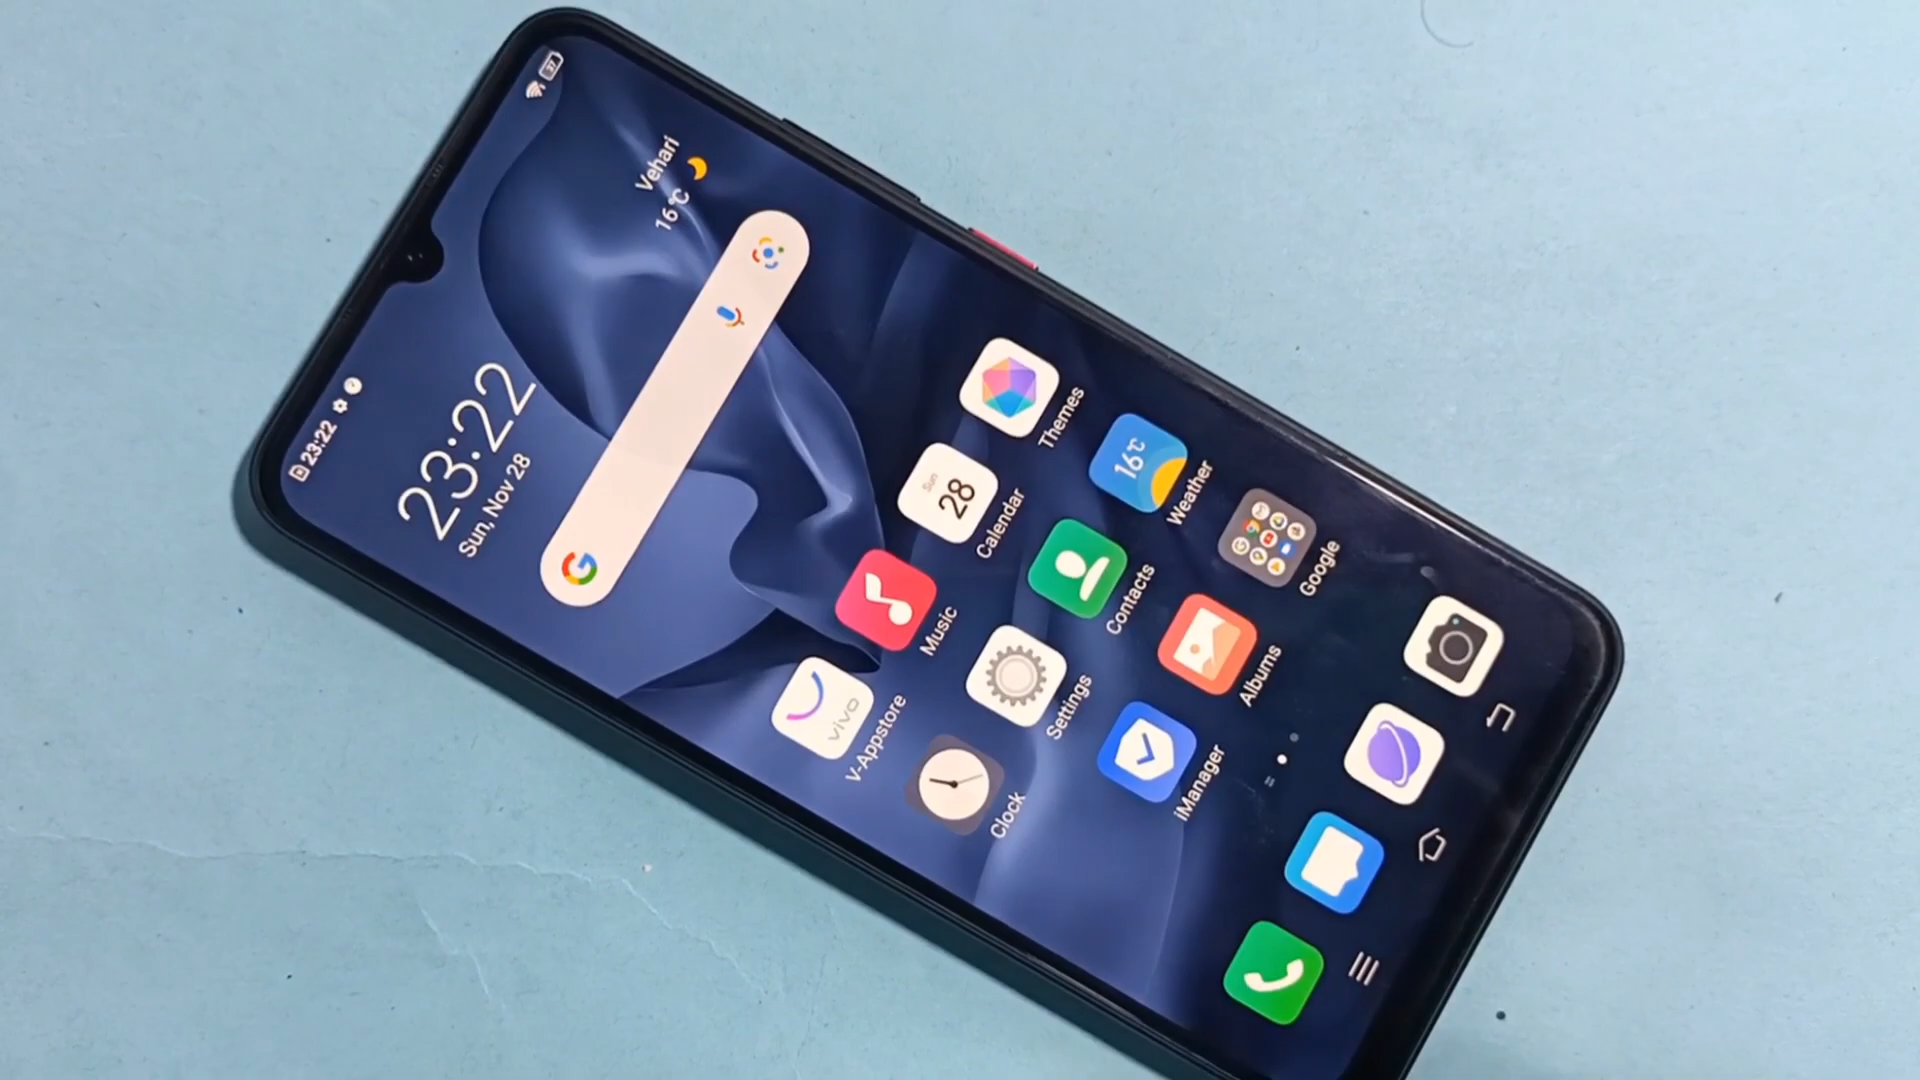 23:22
37
23:22
Sun, Nov 28
Vehari
16°C
G
vivo
V-Appstore
Music
Sun
28
Calendar
Themes
Clock
Settings
Contacts
16°C
Weather
iManager
Albums
Google